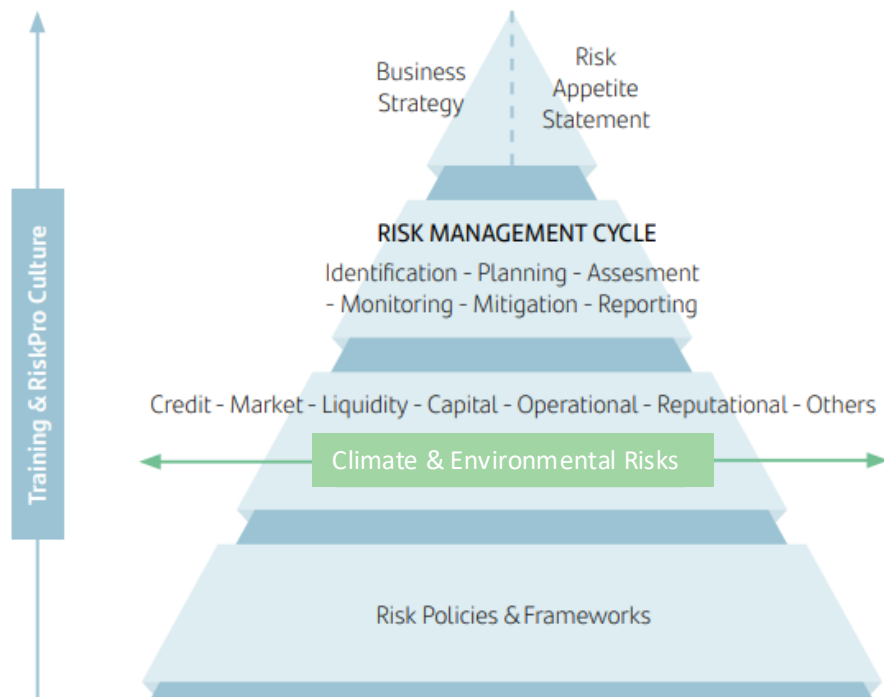 Business
Strategy
Risk
Appetite
Statement
Training & RiskPro Culture
RISK MANAGEMENT CYCLE
Identification - Planning - Assesment
- Monitoring - Mitigation - Reporting
Credit - Market - Liquidity - Capital - Operational - Reputational - Others
Climate & Environmental Risks
Risk Policies & Frameworks